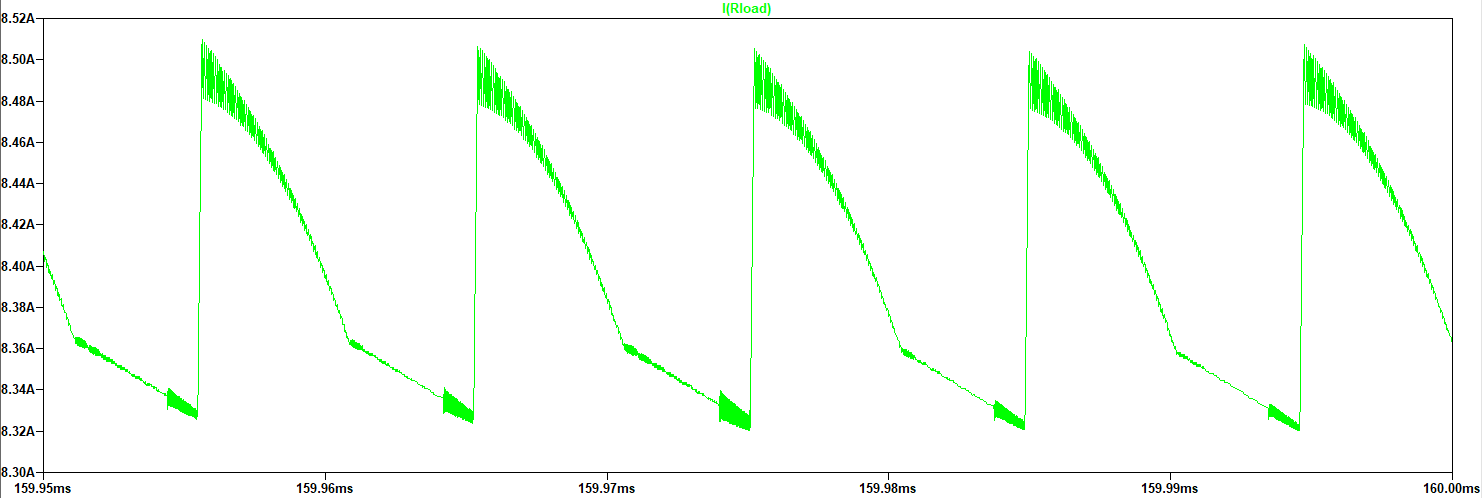 I(Rload)
8.52A
8.50A
8.48A
8.46A
8.44A
8.42A
8.40A
8.38A
8.36A
8.34A
8.32A
8.30A
159.95ms 159.96ms 159.97ms 159.98ms 159.99ms 160.00ms